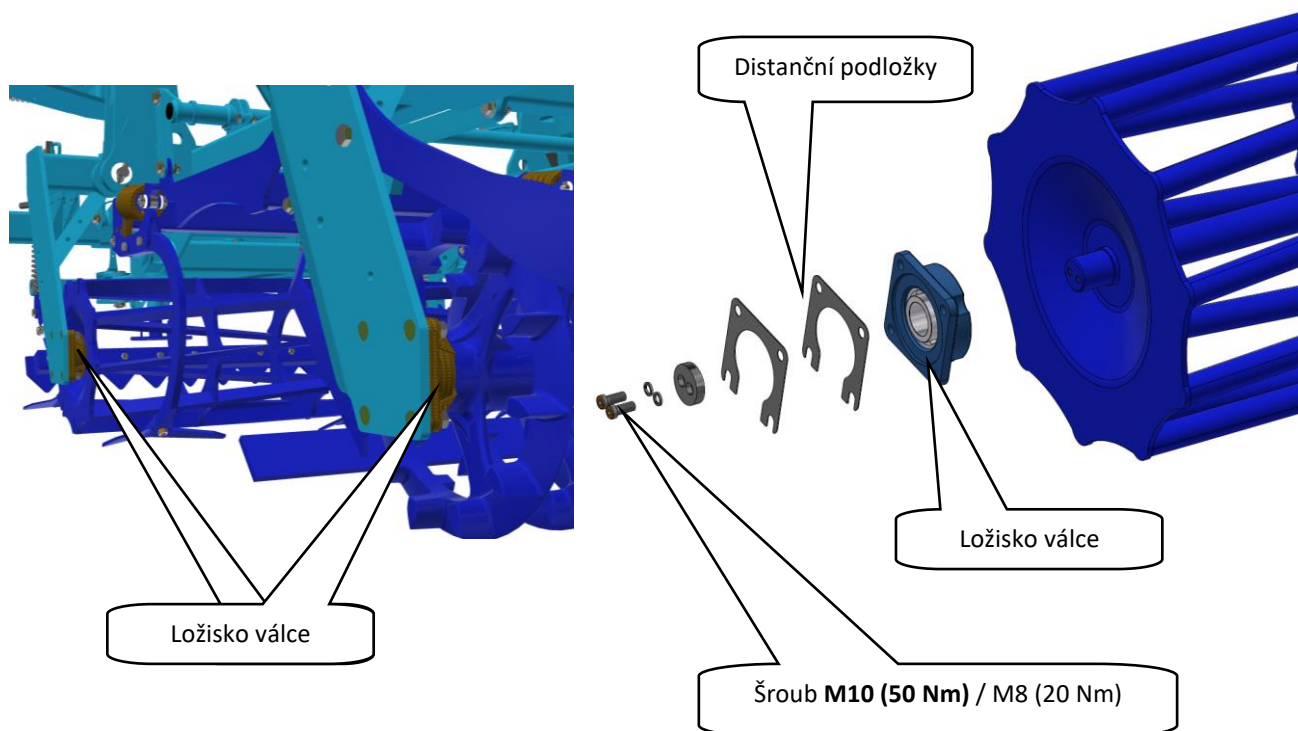 Distanční podložky
Ložisko válce
Ložisko válce
Šroub M10 (50 Nm) / M8 (20 Nm)